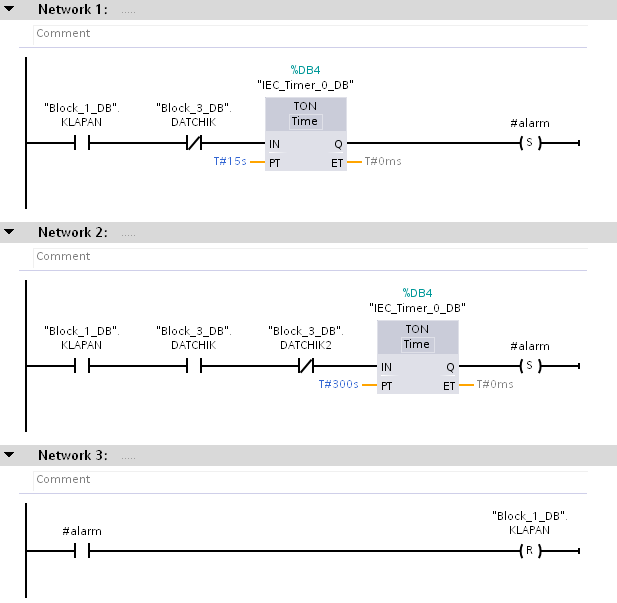 Network 1: .....
Comment
%DB4
"IEC_Timer_0_DB"
"Block_1_DB".
KLAPAN
"Block_3_DB".
DATCHIK
TON
Time
#alarm
IN Q
S
T#15s PT ET T#0ms
Network 2: .....
Comment
%DB4
"IEC_Timer_0_DB"
"Block_1_DB".
KLAPAN
"Block_3_DB".
DATCHIK
"Block_3_DB".
DATCHIK2
TON
Time
#alarm
IN Q
S
T#300s PT ET T#0ms
Network 3: .....
Comment
#alarm
"Block_1_DB".
KLAPAN
R